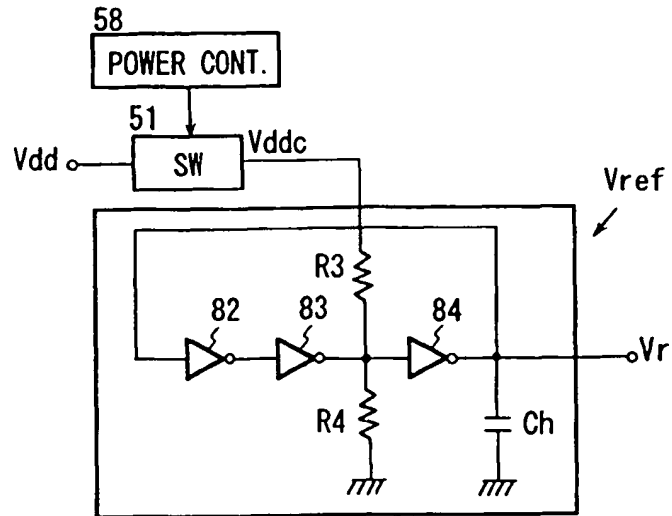 58
POWER CONT.
51
Vdd
SW
Vddc
Vref
R3
82
83
84
Vr
R4
Ch